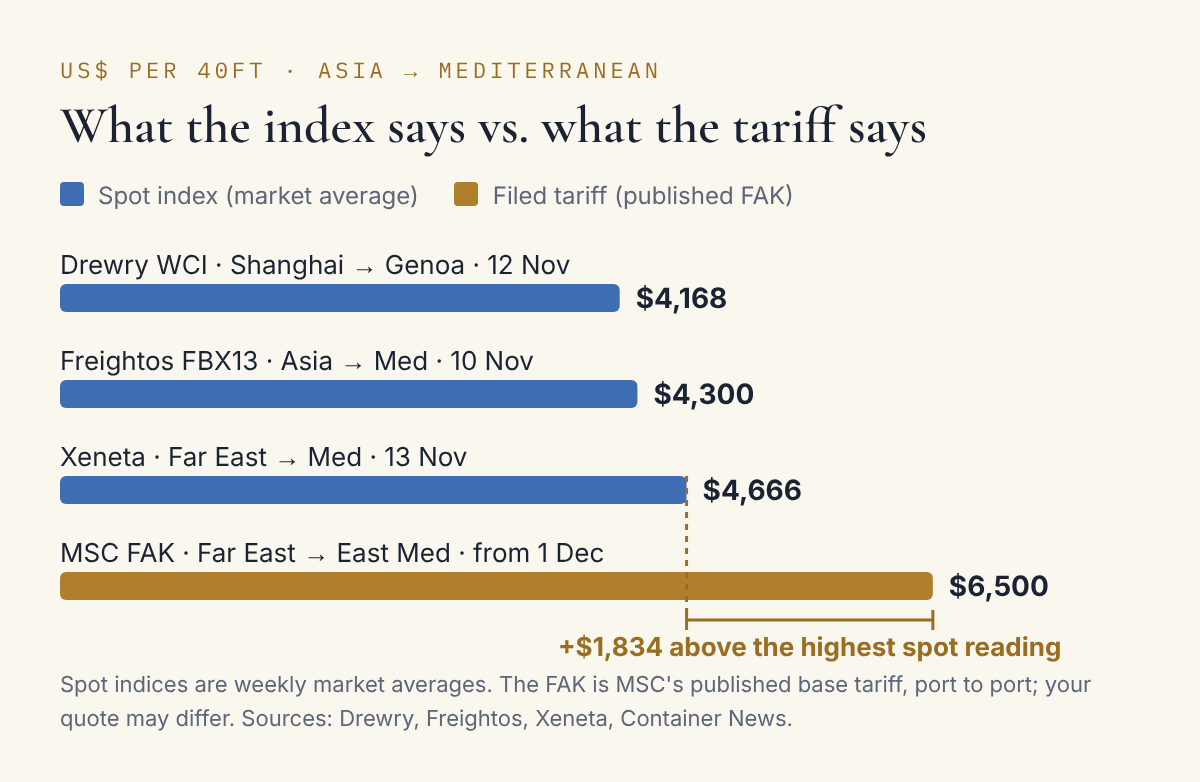 US$ PER 40FT · ASIA → MEDITERRANEAN
What the index says vs. what the tariff says
Spot index (market average) Filed tariff (published FAK)
Drewry WCI · Shanghai → Genoa · 12 Nov
$4,168
Freightos FBX13 · Asia → Med · 10 Nov
$4,300
Xeneta · Far East → Med · 13 Nov
$4,666
MSC FAK · Far East → East Med · from 1 Dec
$6,500
+$1,834 above the highest spot reading
Spot indices are weekly market averages. The FAK is MSC's published base tariff, port to port; your
quote may differ. Sources: Drewry, Freightos, Xeneta, Container News.